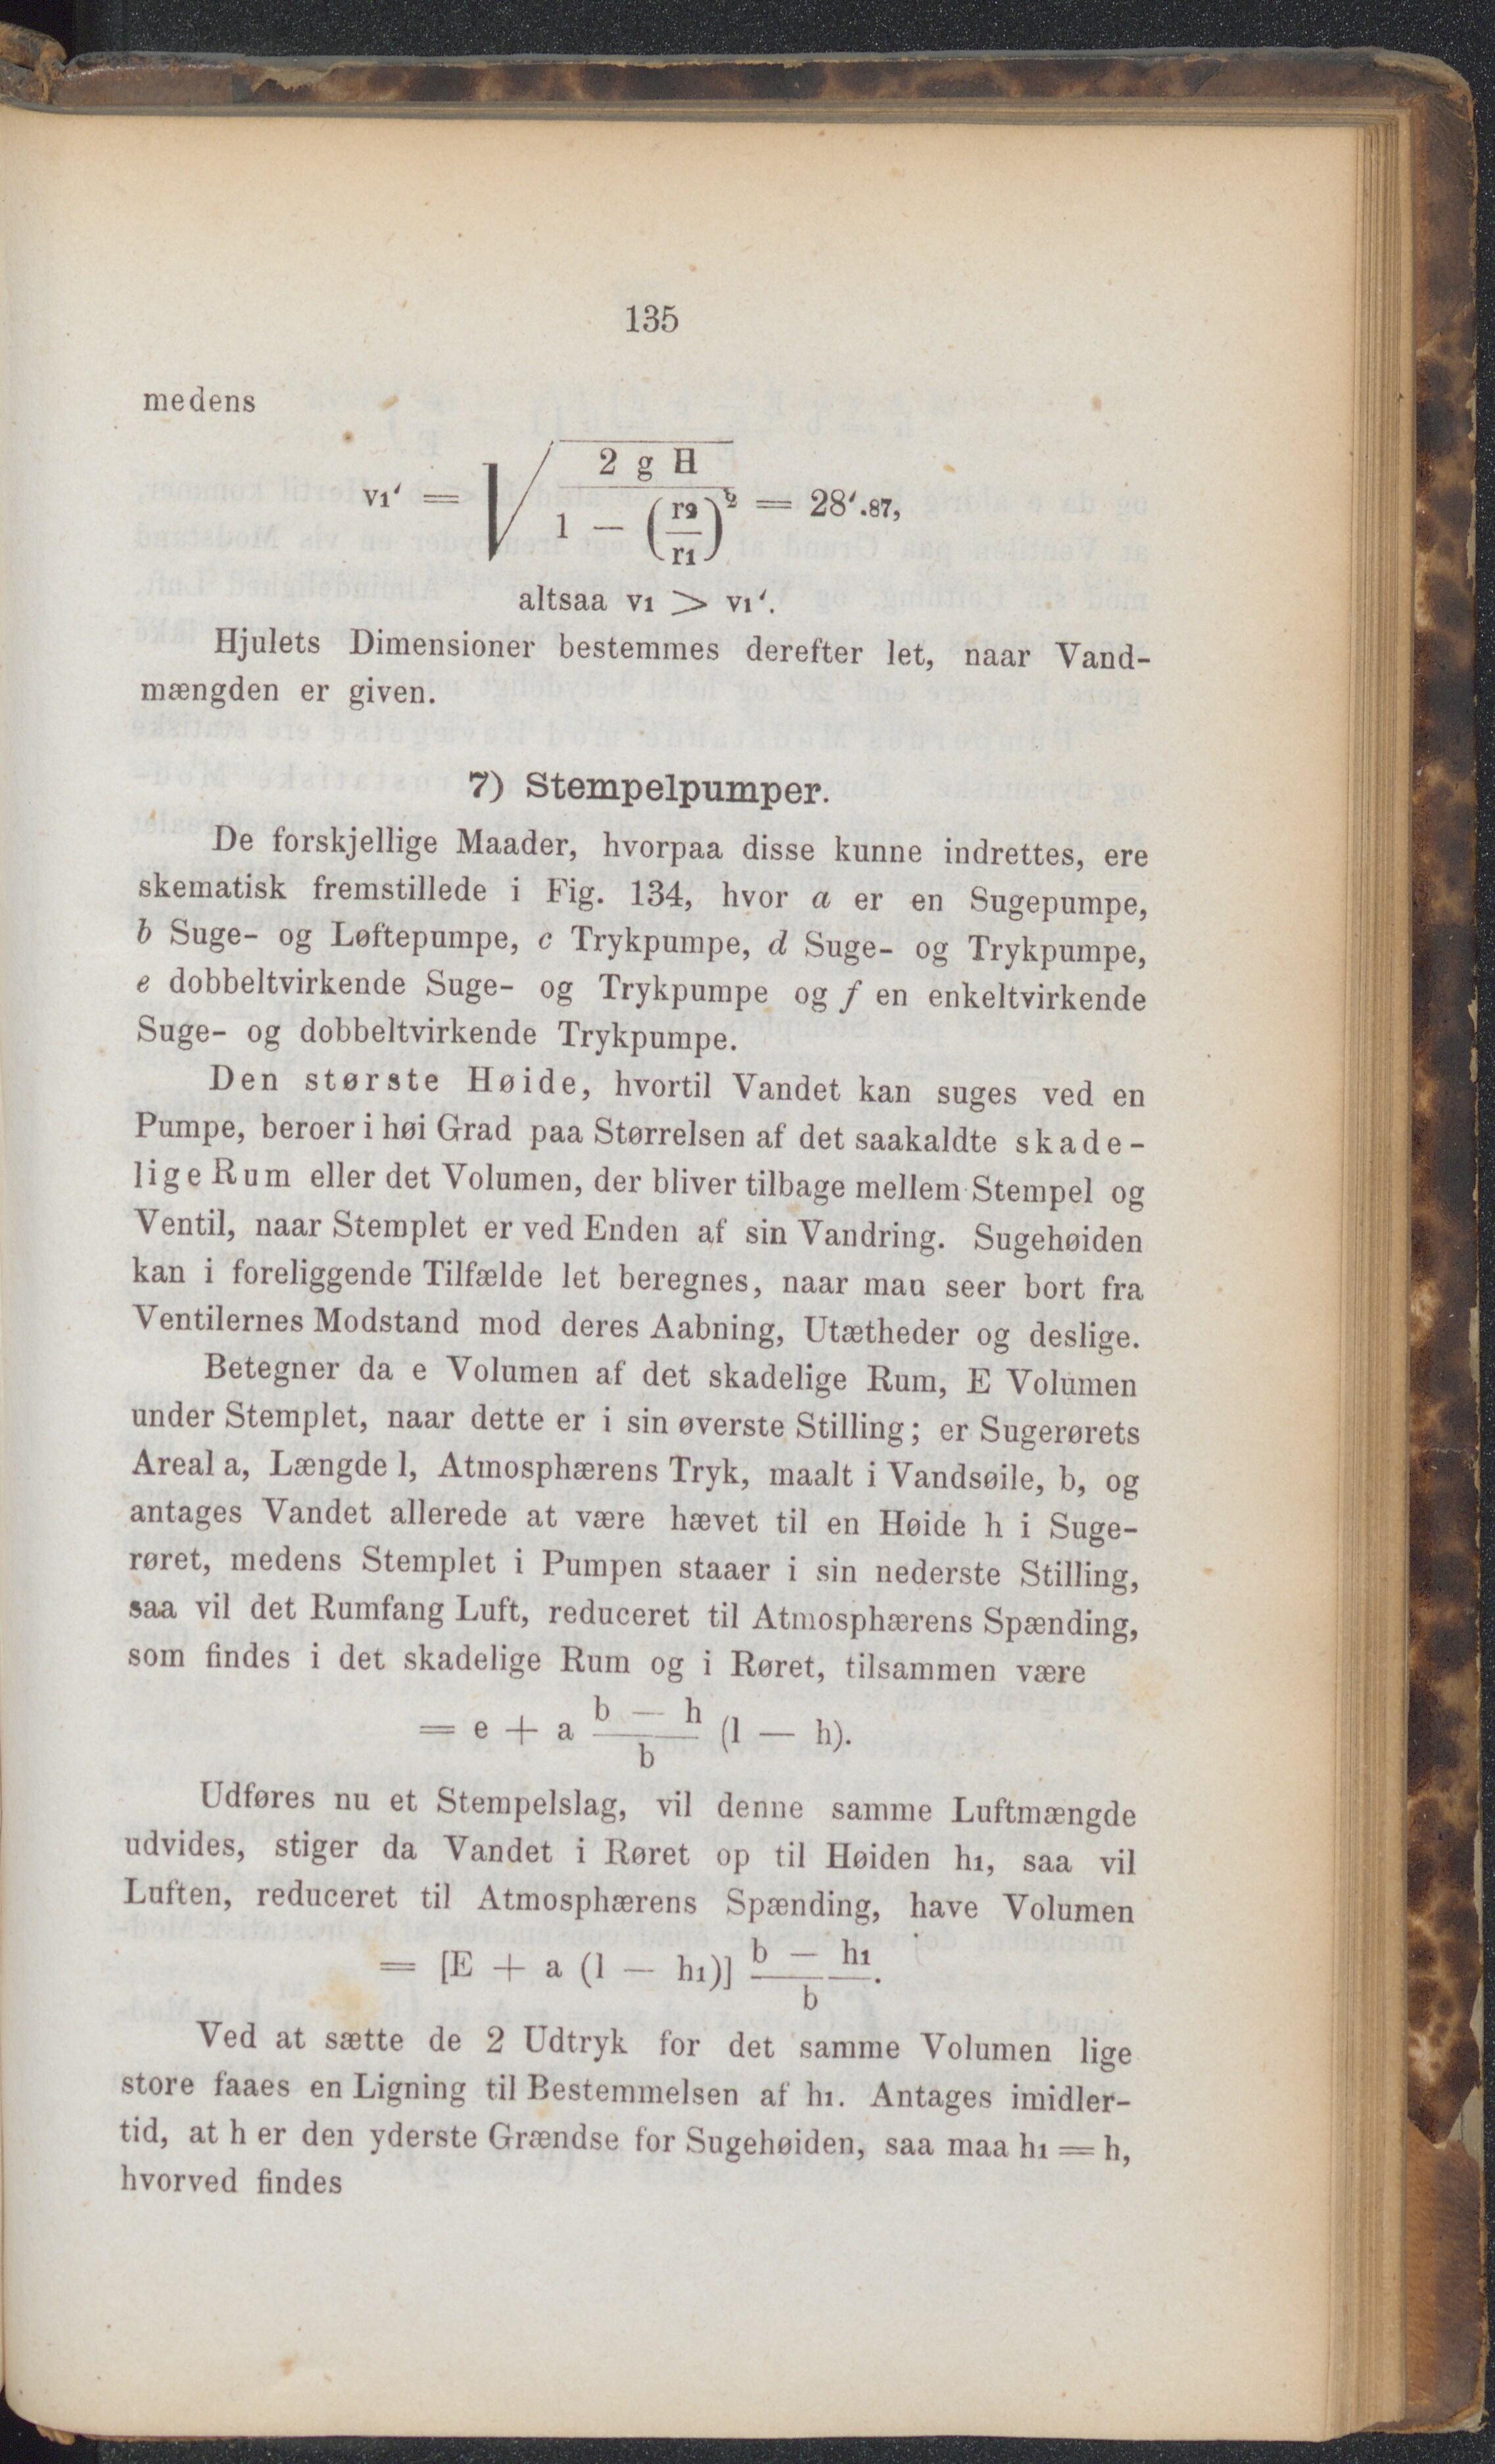 135
medens
v₁' = √ 2 g H / (1 − (r₂/r₁)²) = 28'.87,
altsaa v₁ > v₁'.
Hjulets Dimensioner bestemmes derefter let, naar Vand-
mængden er given.
7) Stempelpumper.
De forskjellige Maader, hvorpaa disse kunne indrettes, ere
skematisk fremstillede i Fig. 134, hvor a er en Sugepumpe,
b Suge- og Løftepumpe, c Trykpumpe, d Suge- og Trykpumpe,
e dobbeltvirkende Suge- og Trykpumpe og f en enkeltvirkende
Suge- og dobbeltvirkende Trykpumpe.
Den største Høide, hvortil Vandet kan suges ved en
Pumpe, beroer i høi Grad paa Størrelsen af det saakaldte skade-
lige Rum eller det Volumen, der bliver tilbage mellem Stempel og
Ventil, naar Stemplet er ved Enden af sin Vandring. Sugehøiden
kan i foreliggende Tilfælde let beregnes, naar mau seer bort fra
Ventilernes Modstand mod deres Aabning, Utætheder og deslige.
Betegner da e Volumen af det skadelige Rum, E Volumen
under Stemplet, naar dette er i sin øverste Stilling; er Sugerørets
Areal a, Længde l, Atmosphærens Tryk, maalt i Vandsøile, b, og
antages Vandet allerede at være hævet til en Høide h i Suge-
røret, medens Stemplet i Pumpen staaer i sin nederste Stilling,
saa vil det Rumfang Luft, reduceret til Atmosphærens Spænding,
som findes i det skadelige Rum og i Røret, tilsammen være
= e + a (b − h)/b (l − h).
Udføres nu et Stempelslag, vil denne samme Luftmængde
udvides, stiger da Vandet i Røret op til Høiden h₁, saa vil
Luften, reduceret til Atmosphærens Spænding, have Volumen
= [E + a (l − h₁)] (b − h₁)/b.
Ved at sætte de 2 Udtryk for det samme Volumen lige
store faaes en Ligning til Bestemmelsen af h₁. Antages imidler-
tid, at h er den yderste Grændse for Sugehøiden, saa maa h₁ = h,
hvorved findes